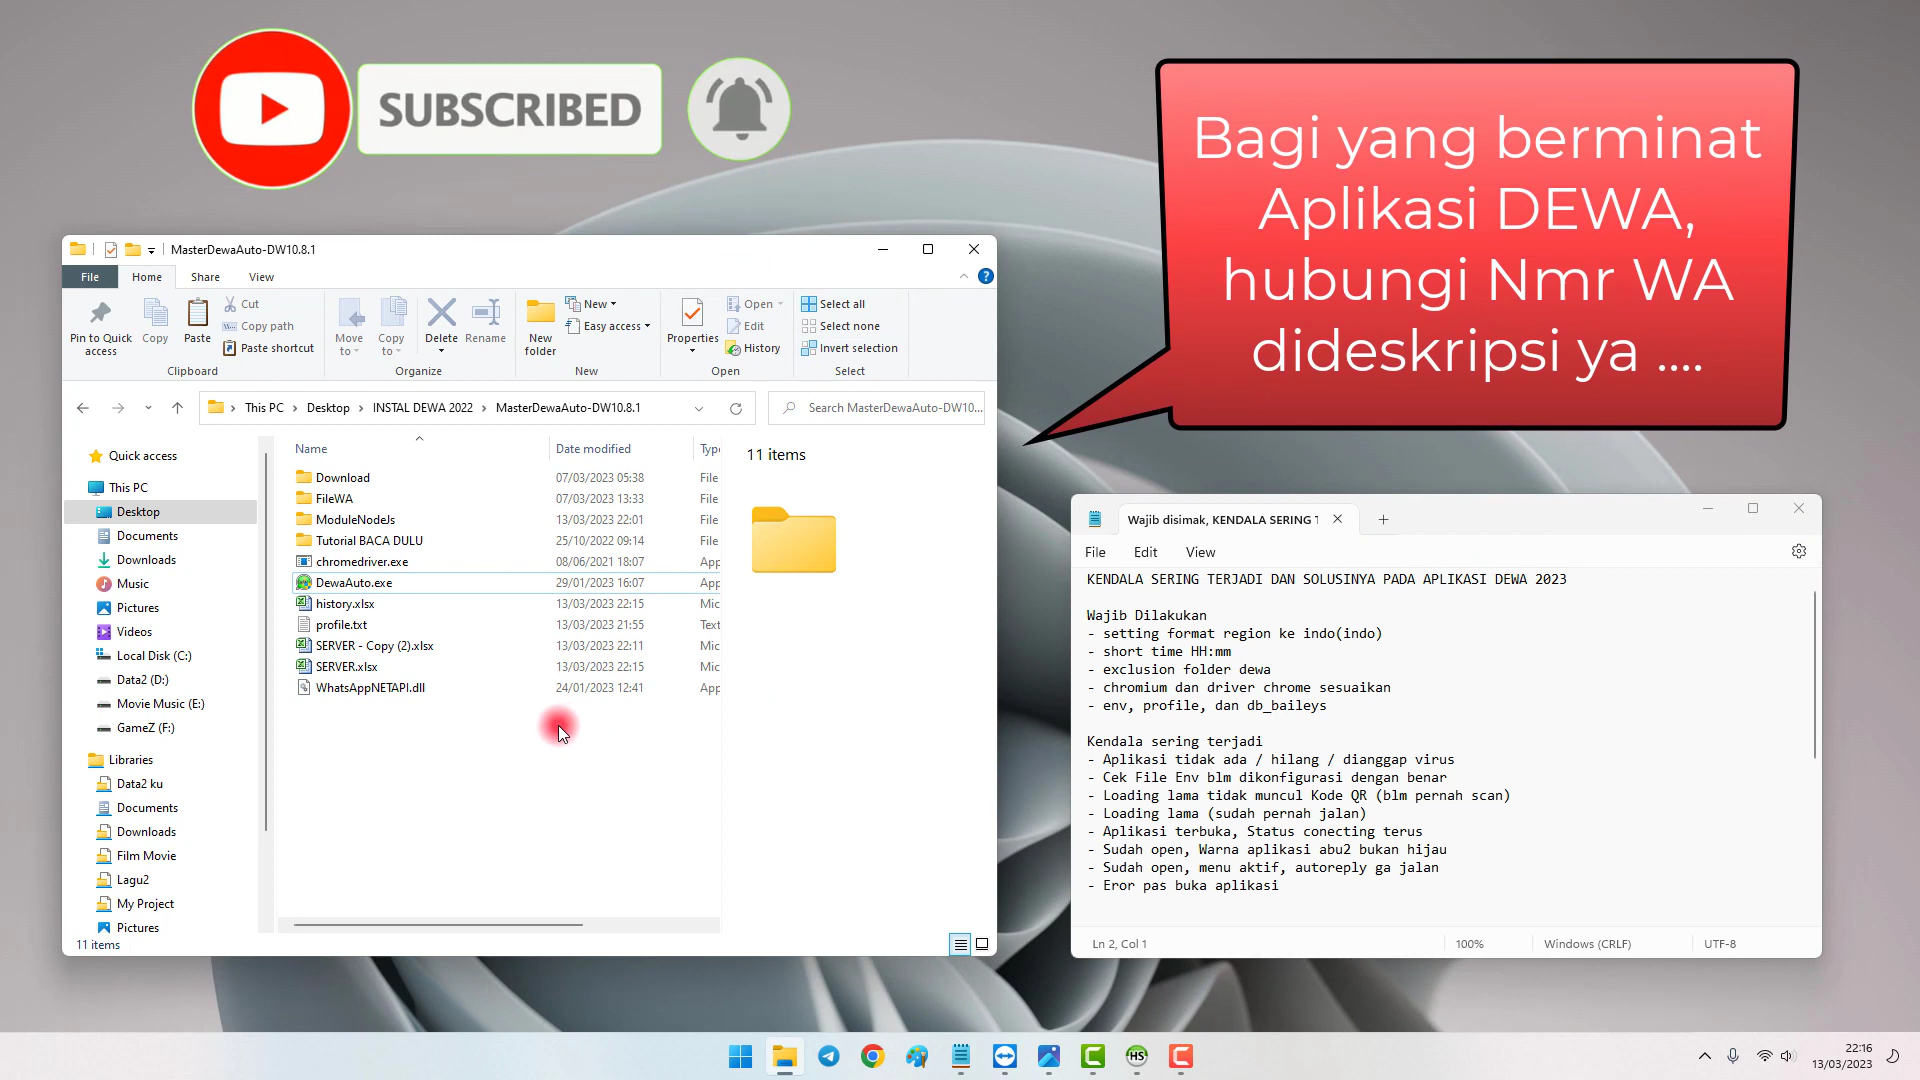 SUBSCRIBED
Bagi yang berminat
Aplikasi DEWA,
hubungi Nmr WA
dideskripsi ya ....
MasterDewaAuto-DW10.8.1
File Home Share View
Pin to Quick access
Copy
Paste
Cut
Copy path
Paste shortcut
Clipboard
Move to
Copy to
Delete
Rename
Organize
New folder
New
Easy access
New
Properties
Open
Edit
History
Open
Select all
Select none
Invert selection
Select
This PC > Desktop > INSTAL DEWA 2022 > MasterDewaAuto-DW10.8.1
Search MasterDewaAuto-DW10...
Quick access
This PC
Desktop
Documents
Downloads
Music
Pictures
Videos
Local Disk (C:)
Data2 (D:)
Movie Music (E:)
GameZ (F:)
Libraries
Data2 ku
Documents
Downloads
Film Movie
Lagu2
My Project
Pictures
Name Date modified Type
Download 07/03/2023 05:38 File
FileWA 07/03/2023 13:33 File
ModuleNodeJs 13/03/2023 22:01 File
Tutorial BACA DULU 25/10/2022 09:14 File
chromedriver.exe 08/06/2021 18:07 App
DewaAuto.exe 29/01/2023 16:07 App
history.xlsx 13/03/2023 22:15 Mic
profile.txt 13/03/2023 21:55 Text
SERVER - Copy (2).xlsx 13/03/2023 22:11 Mic
SERVER.xlsx 13/03/2023 22:15 Mic
WhatsAppNETAPI.dll 24/01/2023 12:41 App
11 items
11 items
Wajib disimak, KENDALA SERING T
File Edit View
KENDALA SERING TERJADI DAN SOLUSINYA PADA APLIKASI DEWA 2023
Wajib Dilakukan
- setting format region ke indo(indo)
- short time HH:mm
- exclusion folder dewa
- chromium dan driver chrome sesuaikan
- env, profile, dan db_baileys
Kendala sering terjadi
- Aplikasi tidak ada / hilang / dianggap virus
- Cek File Env blm dikonfigurasi dengan benar
- Loading lama tidak muncul Kode QR (blm pernah scan)
- Loading lama (sudah pernah jalan)
- Aplikasi terbuka, Status conecting terus
- Sudah open, Warna aplikasi abu2 bukan hijau
- Sudah open, menu aktif, autoreply ga jalan
- Eror pas buka aplikasi
Ln 2, Col 1 100% Windows (CRLF) UTF-8
HS
22:16
13/03/2023